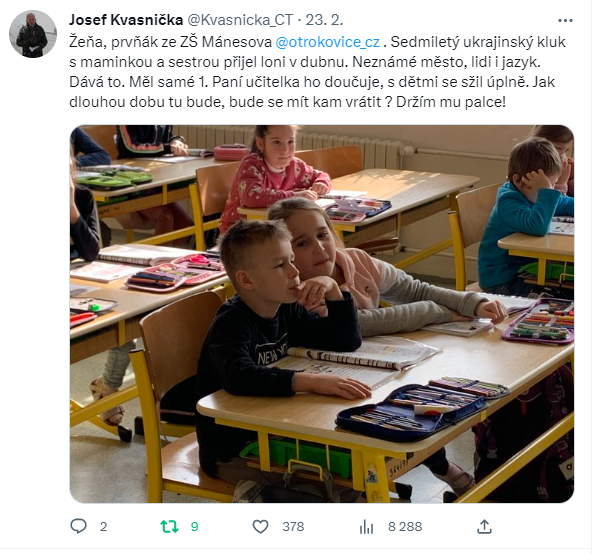 Josef Kvasnička @Kvasnicka_CT · 23. 2.
Žeňa, prvňák ze ZŠ Mánesova @otrokovice_cz . Sedmiletý ukrajinský kluk
s maminkou a sestrou přijel loni v dubnu. Neznámé město, lidi i jazyk.
Dává to. Měl samé 1. Paní učitelka ho doučuje, s dětmi se sžil úplně. Jak
dlouhou dobu tu bude, bude se mít kam vrátit ? Držím mu palce!
2 9 378 8 288